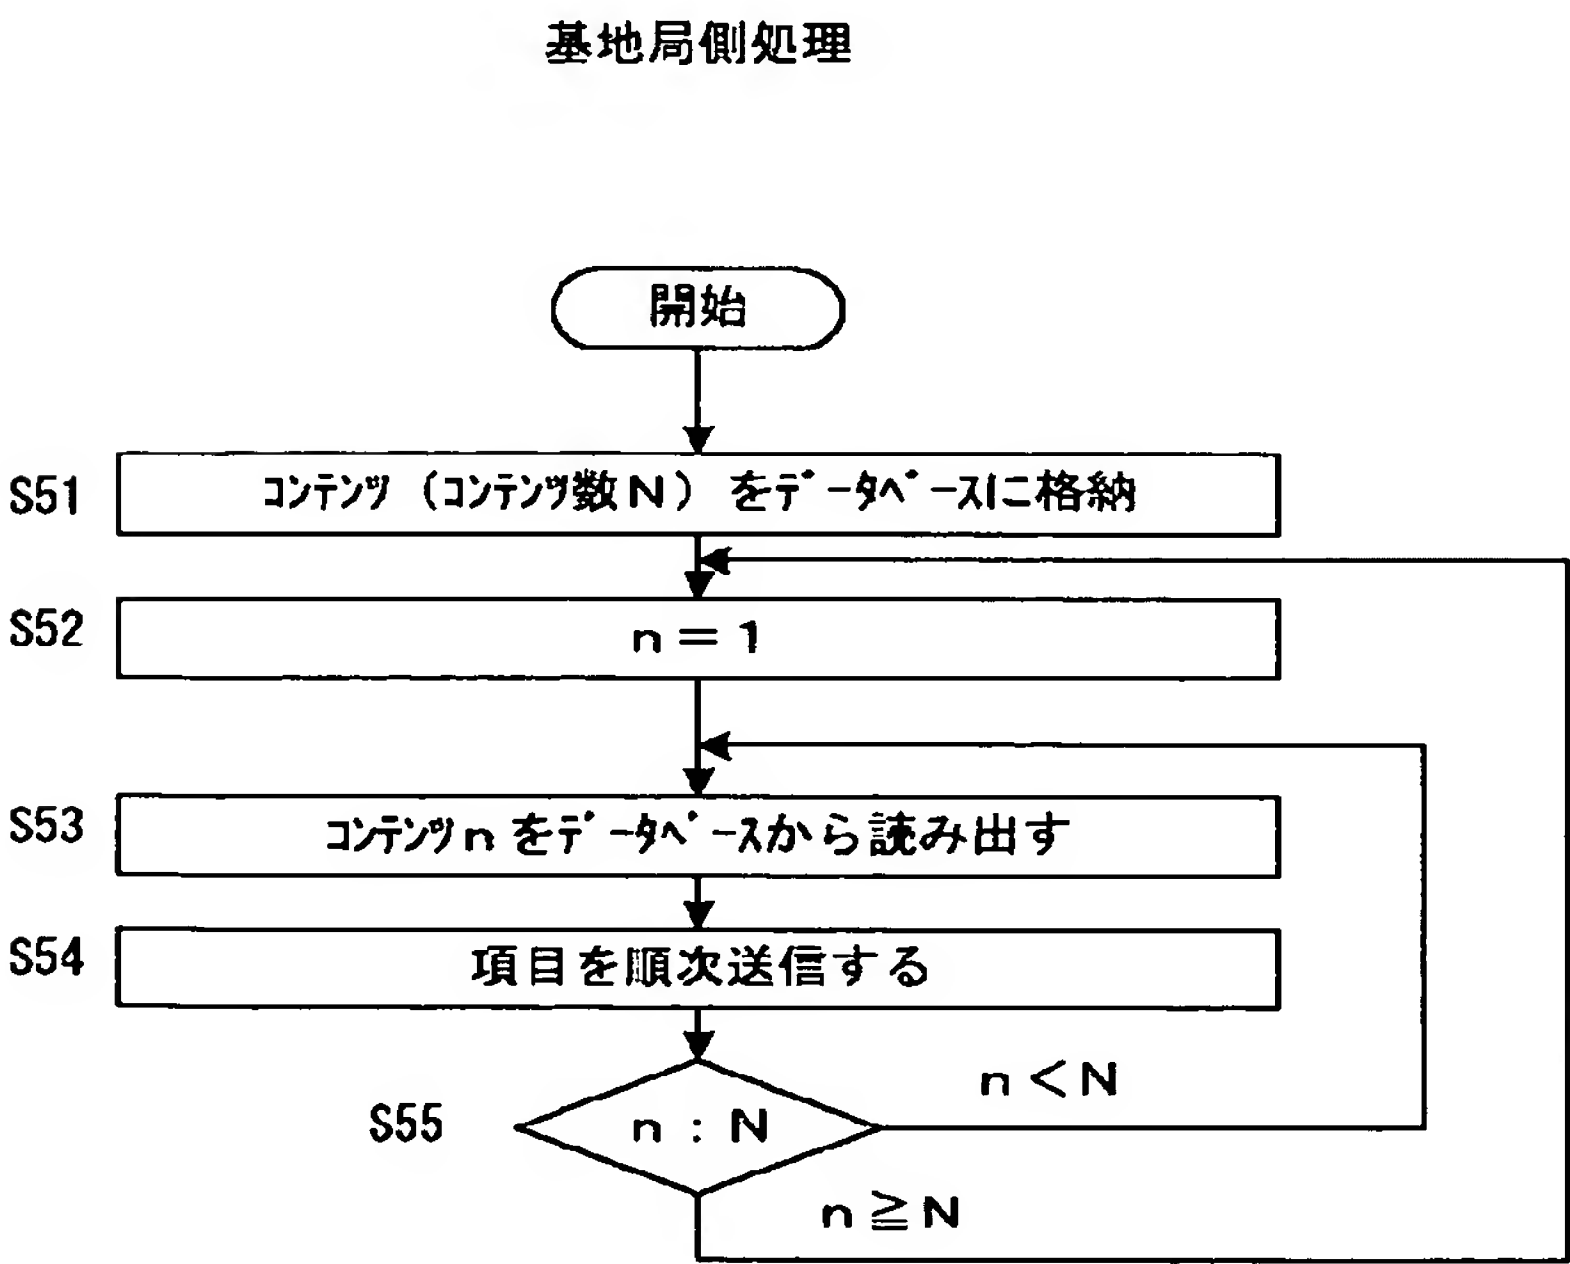 基地局側処理
開始
S51
コンテンツ（コンテンツ数N）をデータベースに格納
S52
n＝1
S53
コンテンツnをデータベースから読み出す
S54
項目を順次送信する
n＜N
S55
n：N
n≧N